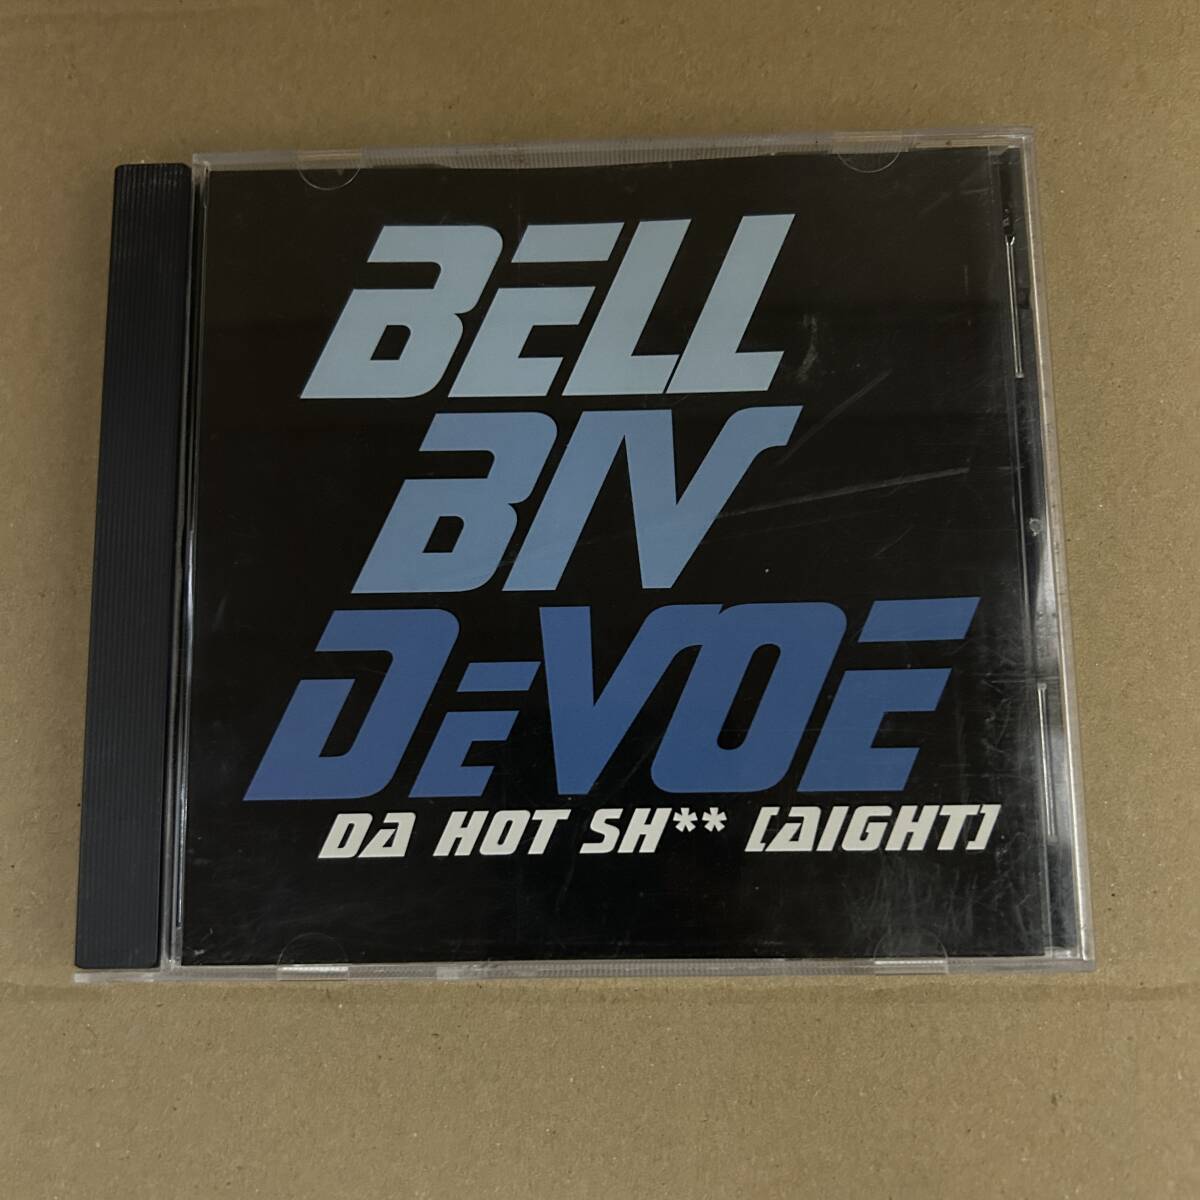 BELL
BIV
DeVOE
DA HOT SH** [AIGHT]